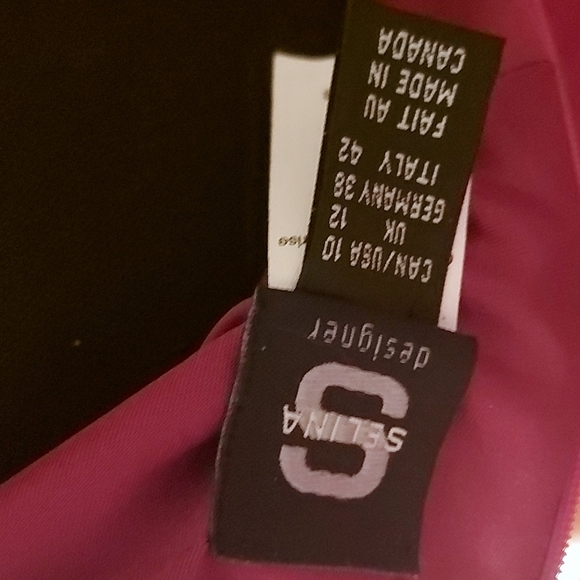 S
SELINA
designer
CAN/USA 10
UK 12
GERMANY 38
ITALY 42
FAIT AU
MADE IN
CANADA